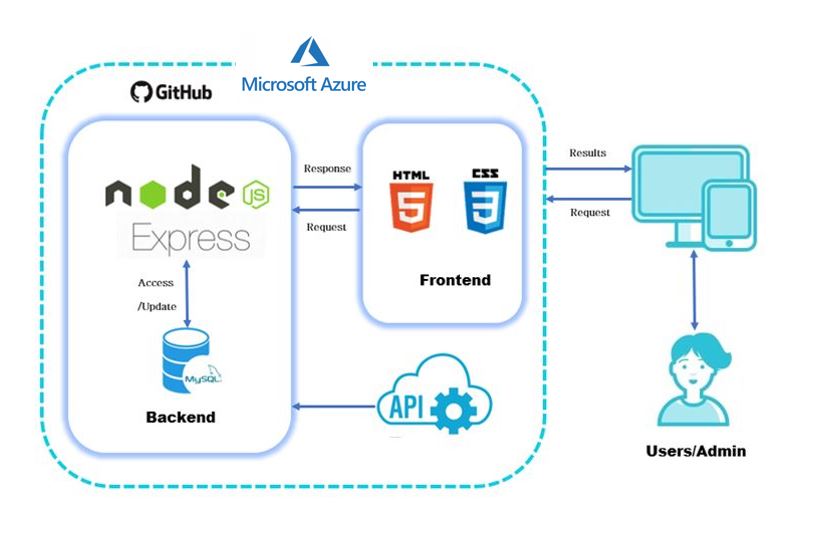 Microsoft Azure
GitHub
node
JS
Express
Access
/Update
MySQL
Backend
Response
Request
HTML
5
CSS
3
Frontend
API
Results
Request
Users/Admin